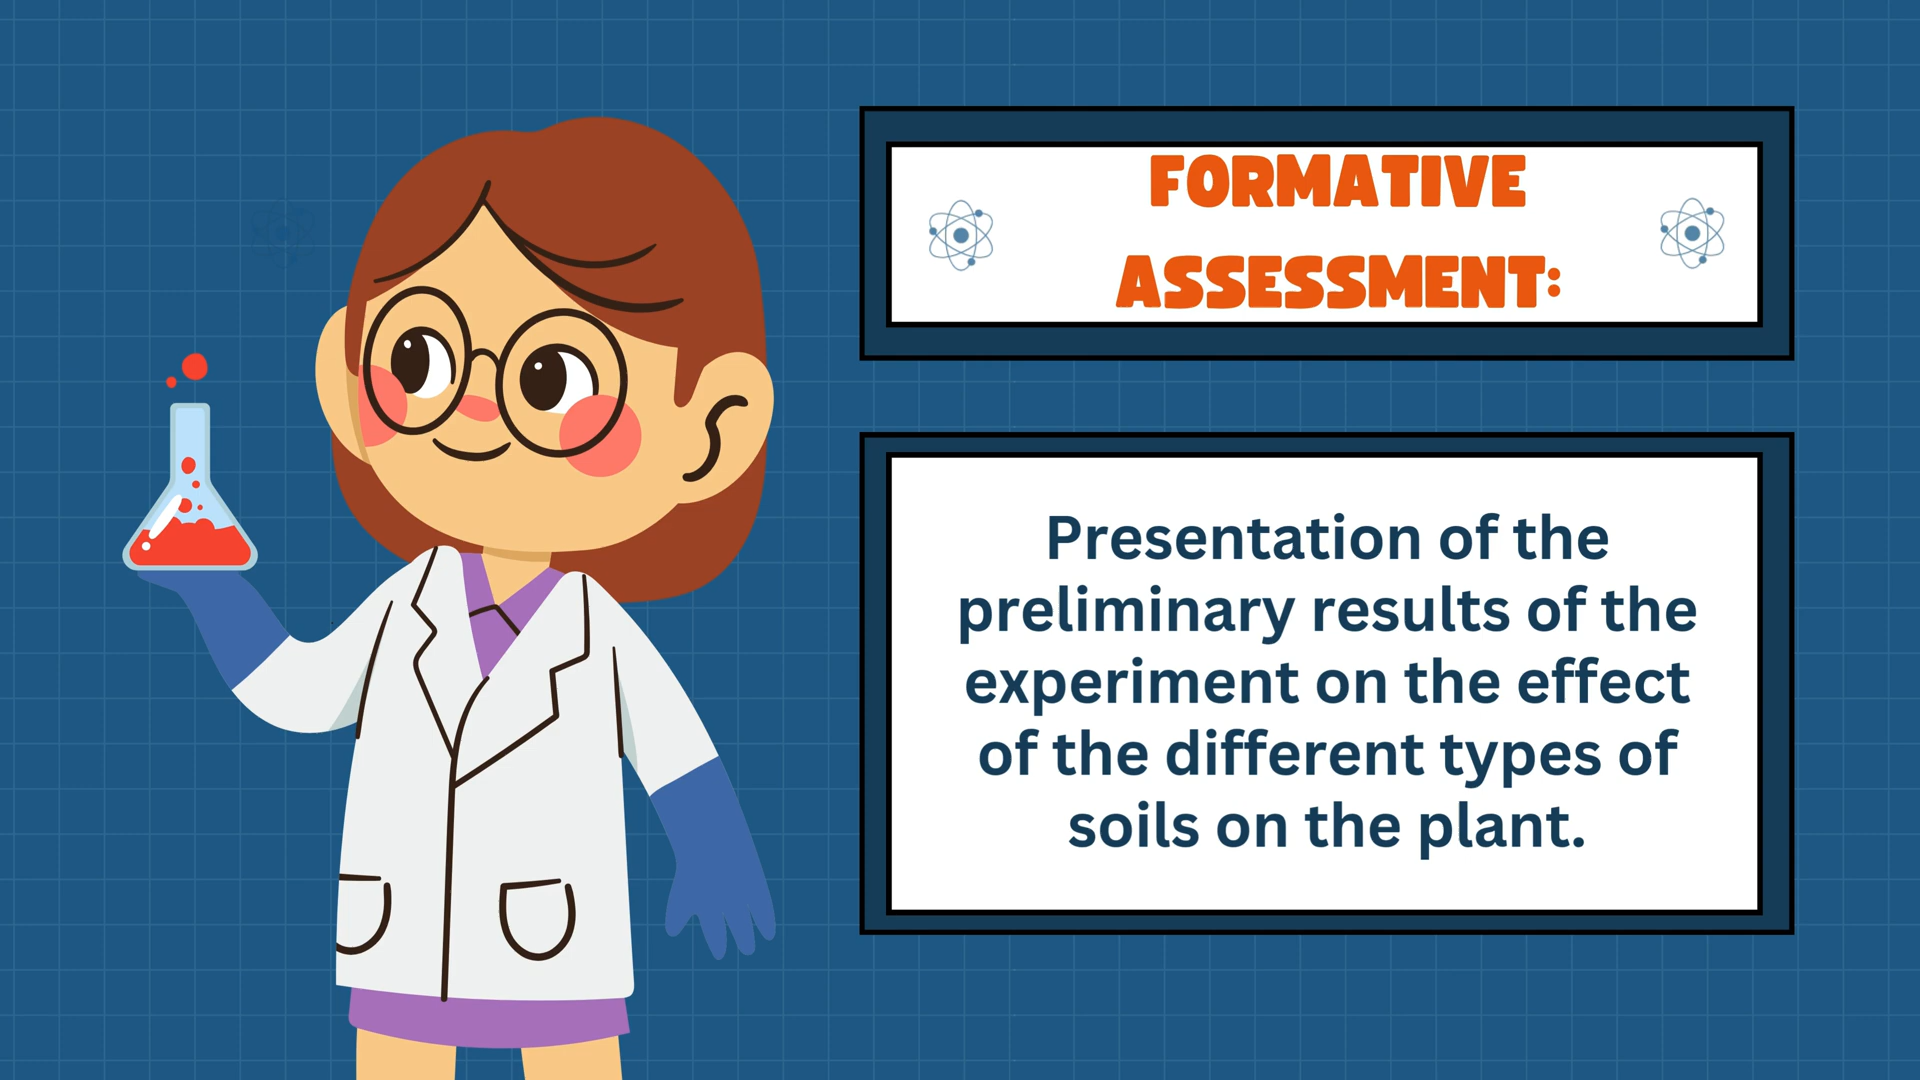 FORMATIVE
ASSESSMENT:
Presentation of the
preliminary results of the
experiment on the effect
of the different types of
soils on the plant.